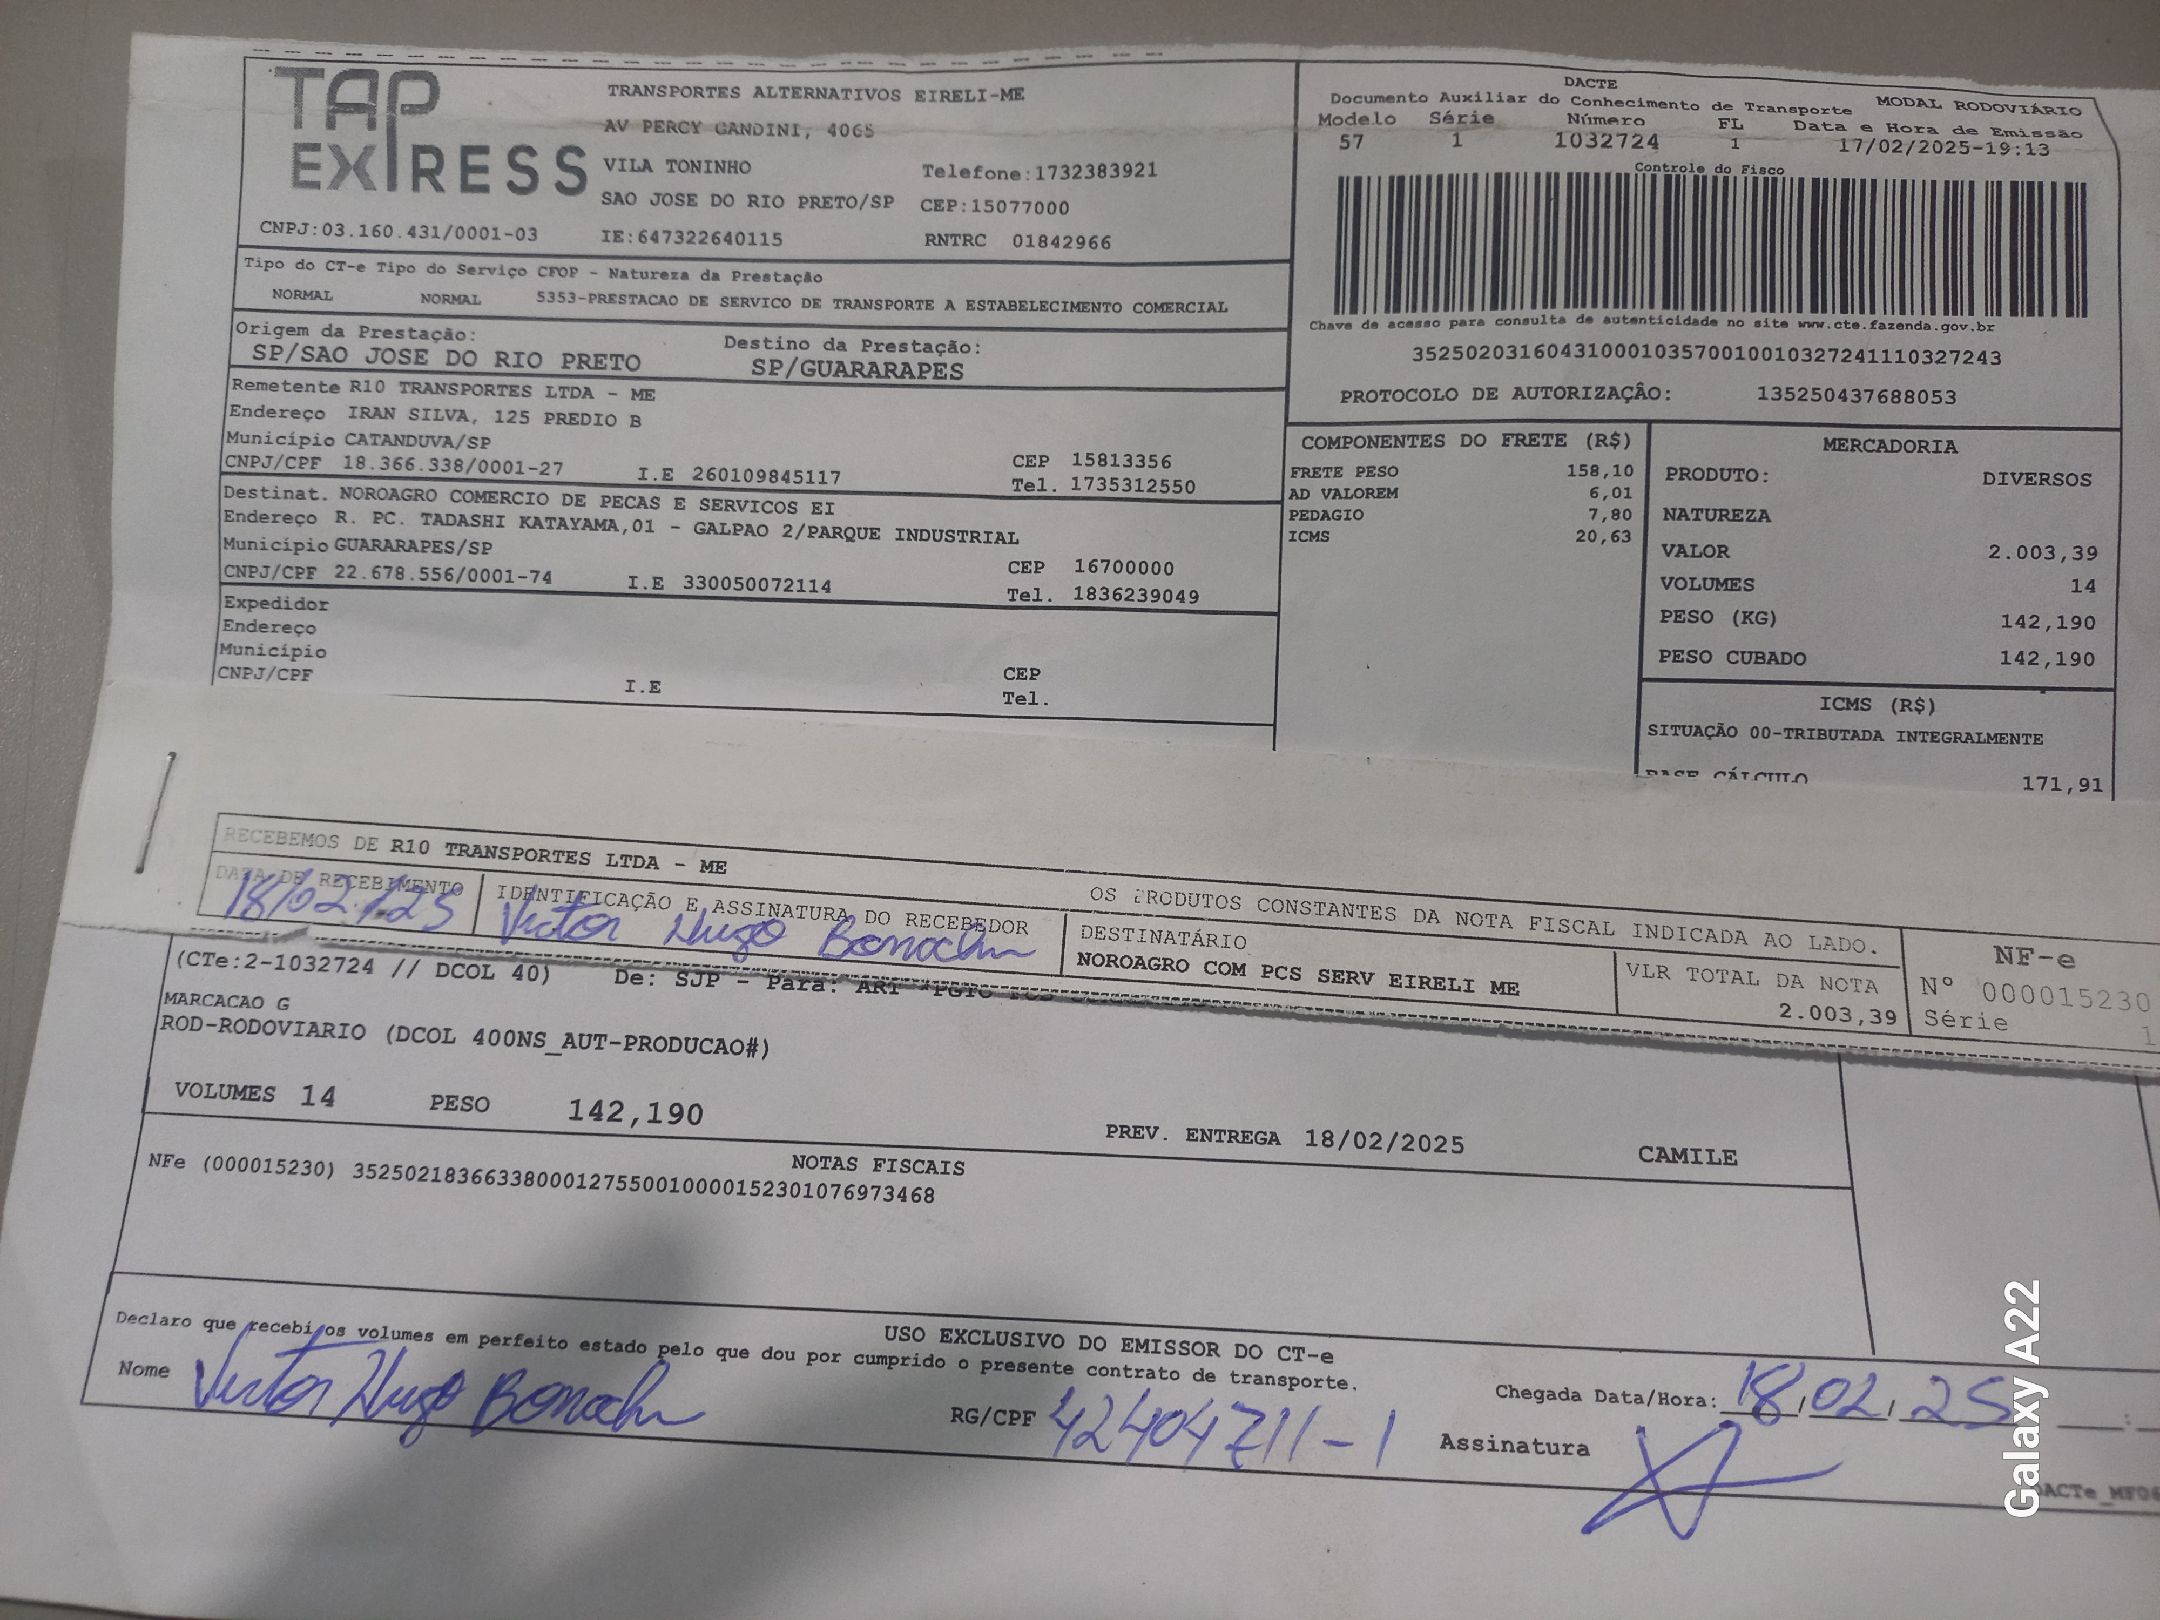 TAP EXPRESS
TRANSPORTES ALTERNATIVOS EIRELI-ME
AV PERCY GANDINI, 4065
VILA TONINHO Telefone:1732383921
SAO JOSE DO RIO PRETO/SP CEP:15077000
CNPJ:03.160.431/0001-03 IE:647322640115 RNTRC 01842966
DACTE
Documento Auxiliar do Conhecimento de Transporte MODAL RODOVIÁRIO
Modelo Série Número FL Data e Hora de Emissão
57 1 1032724 1 17/02/2025-19:13
Controle do Fisco
Chave de acesso para consulta de autenticidade no site www.cte.fazenda.gov.br
35250203160431000103570010010327241110327243
PROTOCOLO DE AUTORIZAÇÂO: 135250437688053
Tipo do CT-e Tipo do Serviço CFOP - Natureza da Prestação
NORMAL NORMAL 5353-PRESTACAO DE SERVICO DE TRANSPORTE A ESTABELECIMENTO COMERCIAL
Origem da Prestação: Destino da Prestação:
SP/SAO JOSE DO RIO PRETO SP/GUARARAPES
Remetente R10 TRANSPORTES LTDA - ME
Endereço IRAN SILVA, 125 PREDIO B
Município CATANDUVA/SP CEP 15813356
CNPJ/CPF 18.366.338/0001-27 I.E 260109845117 Tel. 1735312550
Destinat. NOROAGRO COMERCIO DE PECAS E SERVICOS EI
Endereço R. PC. TADASHI KATAYAMA,01 - GALPAO 2/PARQUE INDUSTRIAL
Município GUARARAPES/SP CEP 16700000
CNPJ/CPF 22.678.556/0001-74 I.E 330050072114 Tel. 1836239049
Expedidor
Endereço
Município CEP
CNPJ/CPF I.E Tel.
COMPONENTES DO FRETE (R$)
FRETE PESO 158,10
AD VALOREM 6,01
PEDAGIO 7,80
ICMS 20,63
MERCADORIA
PRODUTO: DIVERSOS
NATUREZA
VALOR 2.003,39
VOLUMES 14
PESO (KG) 142,190
PESO CUBADO 142,190
ICMS (R$)
SITUAÇÃO 00-TRIBUTADA INTEGRALMENTE
BASE CÁLCULO 171,91
RECEBEMOS DE R10 TRANSPORTES LTDA - ME OS PRODUTOS CONSTANTES DA NOTA FISCAL INDICADA AO LADO.
DATA DE RECEBIMENTO IDENTIFICAÇÃO E ASSINATURA DO RECEBEDOR DESTINATÁRIO VLR TOTAL DA NOTA NF-e
18/02/25 Victor Hugo NOROAGRO COM PCS SERV EIRELI ME 2.003,39 Nº 000015230
Série 1
(CTe:2-1032724 // DCOL 40) De: SJP - Para: ART
MARCACAO G
ROD-RODOVIARIO (DCOL 400NS_AUT-PRODUCAO#)
VOLUMES 14 PESO 142,190 PREV. ENTREGA 18/02/2025 CAMILE
NOTAS FISCAIS
NFe (000015230) 35250218366338000127550010000152301076973468
USO EXCLUSIVO DO EMISSOR DO CT-e
Declaro que recebi os volumes em perfeito estado pelo que dou por cumprido o presente contrato de transporte.
Nome Victor Hugo RG/CPF 42404711-1 Chegada Data/Hora: 18/02/25
Assinatura
DACTe_MF06
Galaxy A22